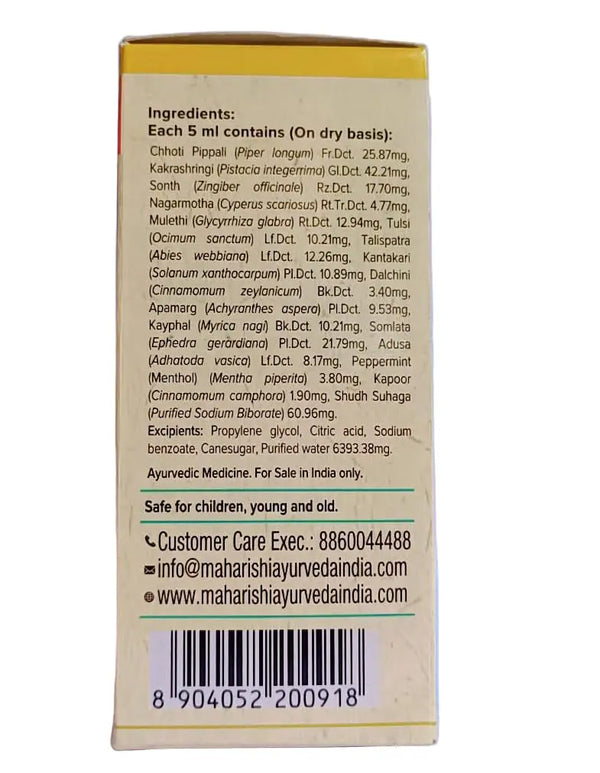 Ingredients:
Each 5 ml contains (On dry basis):
Chhoti Pippali (Piper longum) Fr.Dct. 25.87mg,
Kakrashringi (Pistacia integerrima) Gl.Dct. 42.21mg,
Sonth (Zingiber officinale) Rz.Dct. 17.70mg,
Nagarmotha (Cyperus scariosus) Rt.Tr.Dct. 4.77mg,
Mulethi (Glycyrrhiza glabra) Rt.Dct. 12.94mg, Tulsi
(Ocimum sanctum) Lf.Dct. 10.21mg, Talispatra
(Abies webbiana) Lf.Dct. 12.26mg, Kantakari
(Solanum xanthocarpum) Pl.Dct. 10.89mg, Dalchini
(Cinnamomum zeylanicum) Bk.Dct. 3.40mg,
Apamarg (Achyranthes aspera) Pl.Dct. 9.53mg,
Kayphal (Myrica nagi) Bk.Dct. 10.21mg, Somlata
(Ephedra gerardiana) Pl.Dct. 21.79mg, Adusa
(Adhatoda vasica) Lf.Dct. 8.17mg, Peppermint
(Menthol) (Mentha piperita) 3.80mg, Kapoor
(Cinnamomum camphora) 1.90mg, Shudh Suhaga
(Purified Sodium Biborate) 60.96mg.
Excipients: Propylene glycol, Citric acid, Sodium
benzoate, Canesugar, Purified water 6393.38mg.
Ayurvedic Medicine. For Sale in India only.
Safe for children, young and old.
Customer Care Exec.: 8860044488
info@maharishiayurvedaindia.com
www.maharishiayurvedaindia.com
8 904052 200918